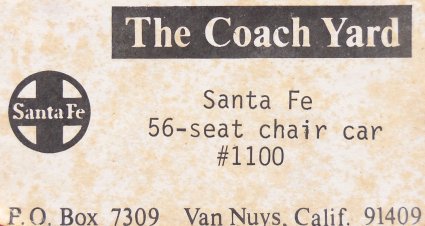 The Coach Yard
Santa Fe
Santa Fe
56-seat chair car
#1100
P.O. Box 7309 Van Nuys, Calif. 91409